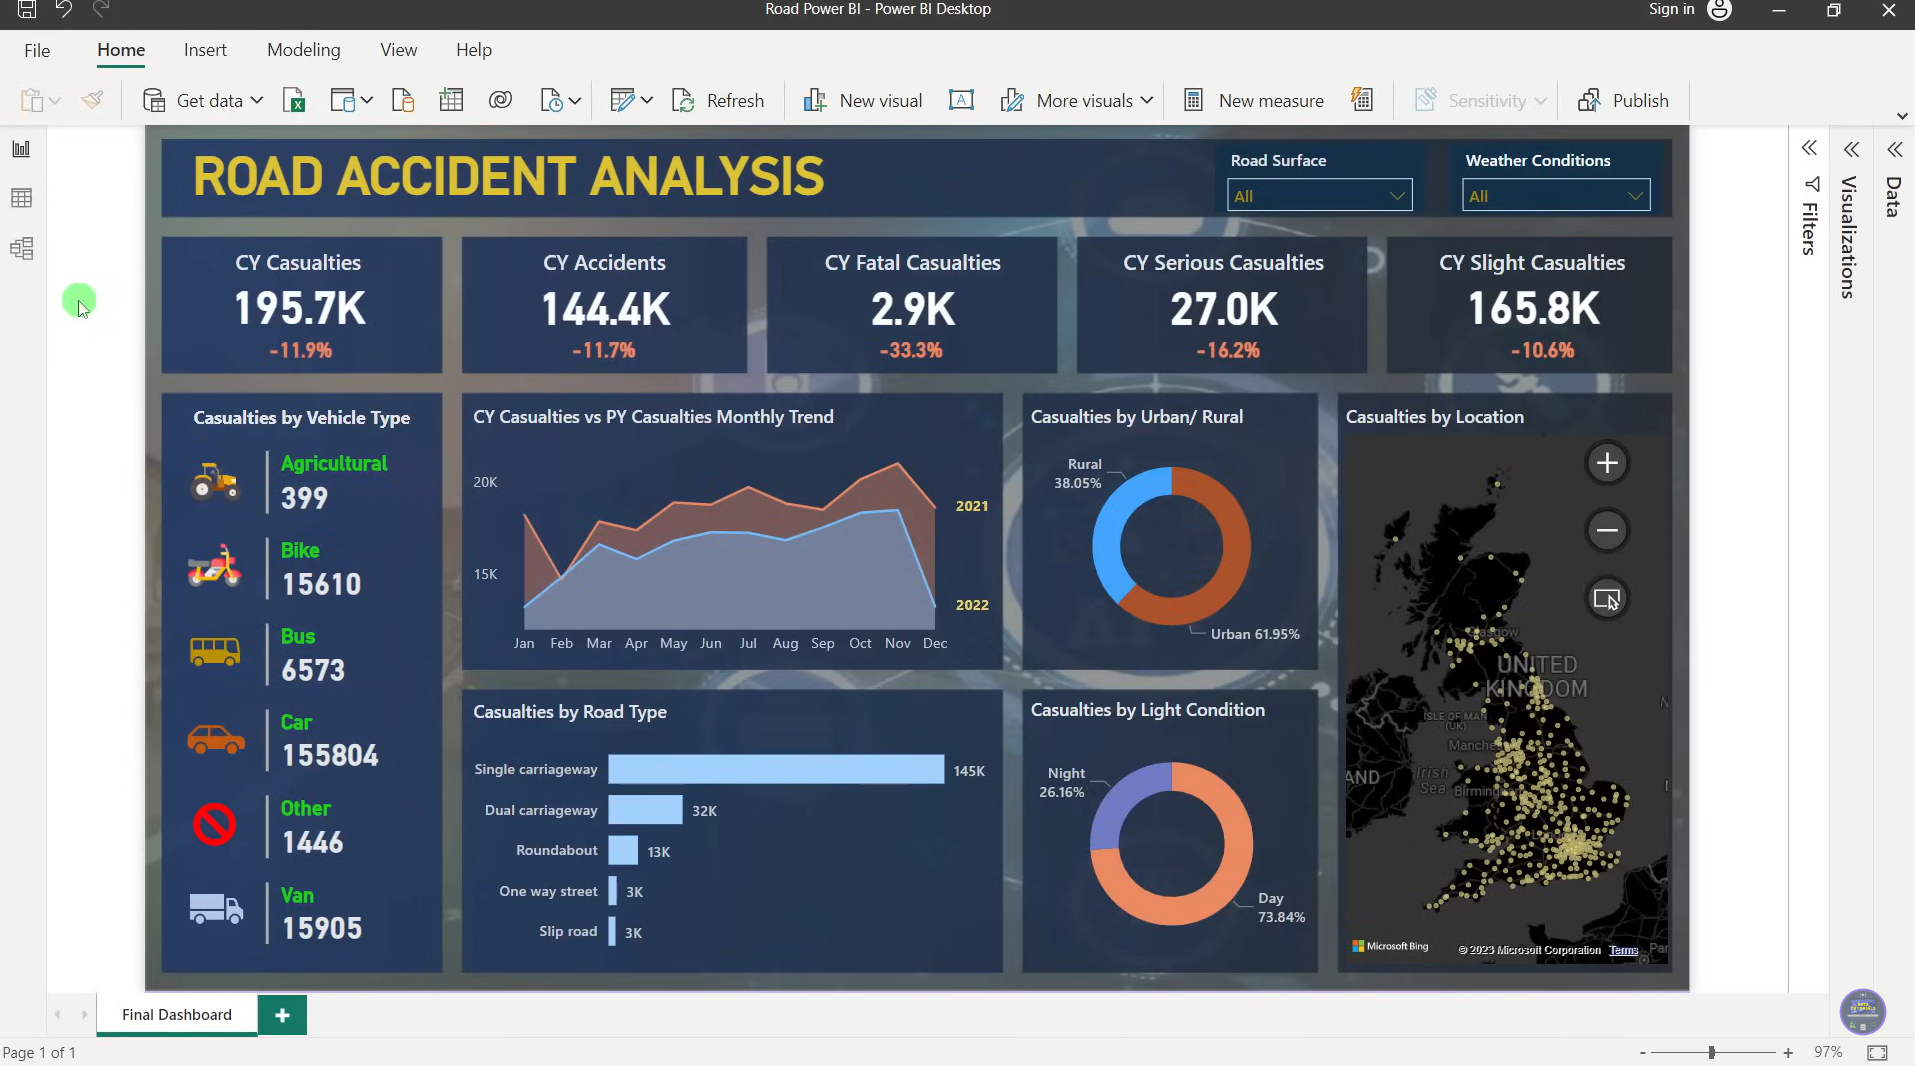 Road Power BI - Power BI Desktop
Sign in
File
Home
Insert
Modeling
View
Help
Get data
Refresh
New visual
More visuals
New measure
Sensitivity
Publish
ROAD ACCIDENT ANALYSIS
Road Surface
All
Weather Conditions
All
Filters
Visualizations
Data
CY Casualties
195.7K
-11.9%
CY Accidents
144.4K
-11.7%
CY Fatal Casualties
2.9K
-33.3%
CY Serious Casualties
27.0K
-16.2%
CY Slight Casualties
165.8K
-10.6%
Casualties by Vehicle Type
Agricultural
399
Bike
15610
Bus
6573
Car
155804
Other
1446
Van
15905
CY Casualties vs PY Casualties Monthly Trend
20K
15K
2021
2022
Jan Feb Mar Apr May Jun Jul Aug Sep Oct Nov Dec
Casualties by Urban/ Rural
Rural
38.05%
Urban 61.95%
Casualties by Road Type
Single carriageway 145K
Dual carriageway 32K
Roundabout 13K
One way street 3K
Slip road 3K
Casualties by Light Condition
Night
26.16%
Day
73.84%
Casualties by Location
Glasgow
UNITED
KINGDOM
ISLE OF MAN
(UK)
Manche
Irish
Sea
Birming
AND
Microsoft Bing
© 2023 Microsoft Corporation Terms
Final Dashboard
Page 1 of 1
- + 97%